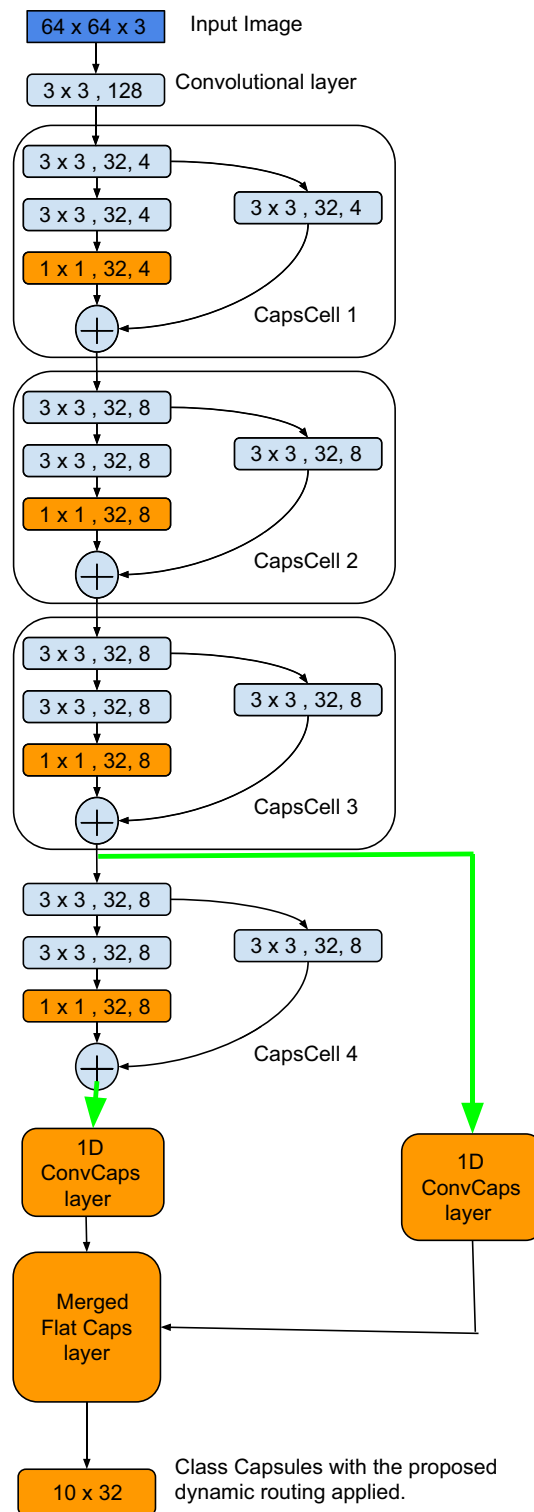 64 x 64 x 3
Input Image
3 x 3 , 128
Convolutional layer
3 x 3 , 32, 4
3 x 3 , 32, 4
3 x 3 , 32, 4
1 x 1 , 32, 4
CapsCell 1
3 x 3 , 32, 8
3 x 3 , 32, 8
3 x 3 , 32, 8
1 x 1 , 32, 8
CapsCell 2
3 x 3 , 32, 8
3 x 3 , 32, 8
3 x 3 , 32, 8
1 x 1 , 32, 8
CapsCell 3
3 x 3 , 32, 8
3 x 3 , 32, 8
3 x 3 , 32, 8
1 x 1 , 32, 8
CapsCell 4
1D
ConvCaps
layer
1D
ConvCaps
layer
Merged
Flat Caps
layer
10 x 32
Class Capsules with the proposed
dynamic routing applied.